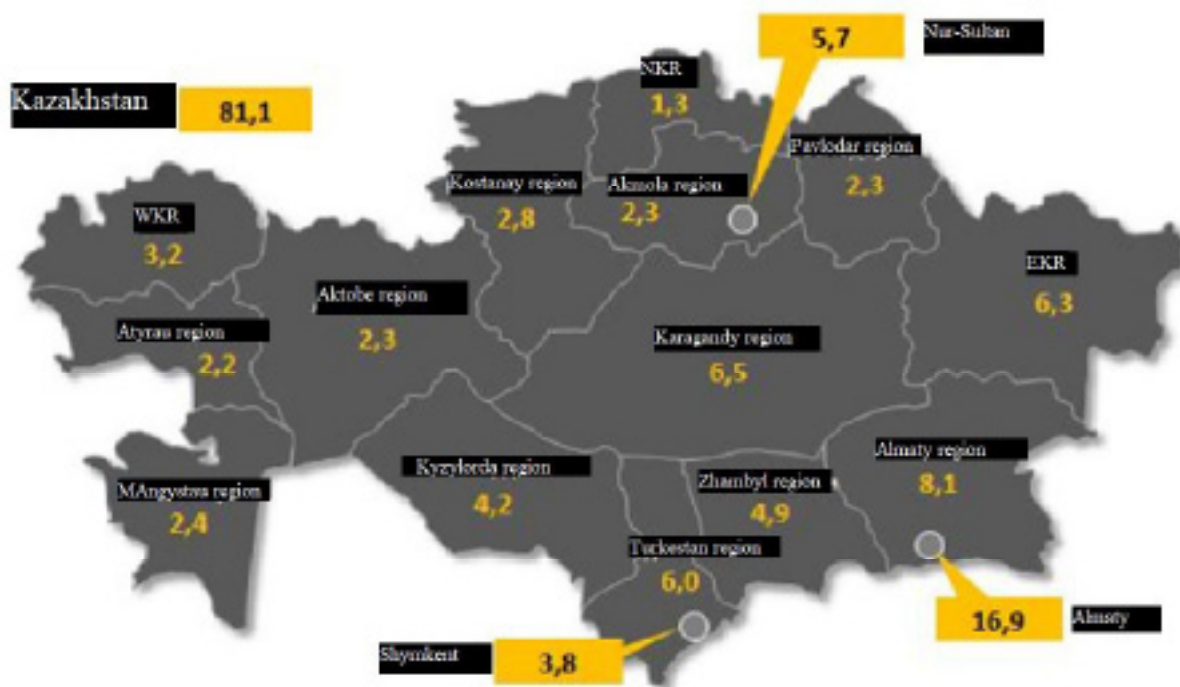 5,7
Nur-Sultan
Kazakhstan
81,1
NKR
1,3
Pavlodar region
2,3
Kostanay region
2,8
Akmola region
2,3
WKR
3,2
EKR
6,3
Aktobe region
2,3
Atyrau region
2,2
Karagandy region
6,5
Almaty region
8,1
Kyzylorda region
4,2
Zhambyl region
4,9
MAngystau region
2,4
Turkestan region
6,0
16,9
Almaty
Shymkent
3,8